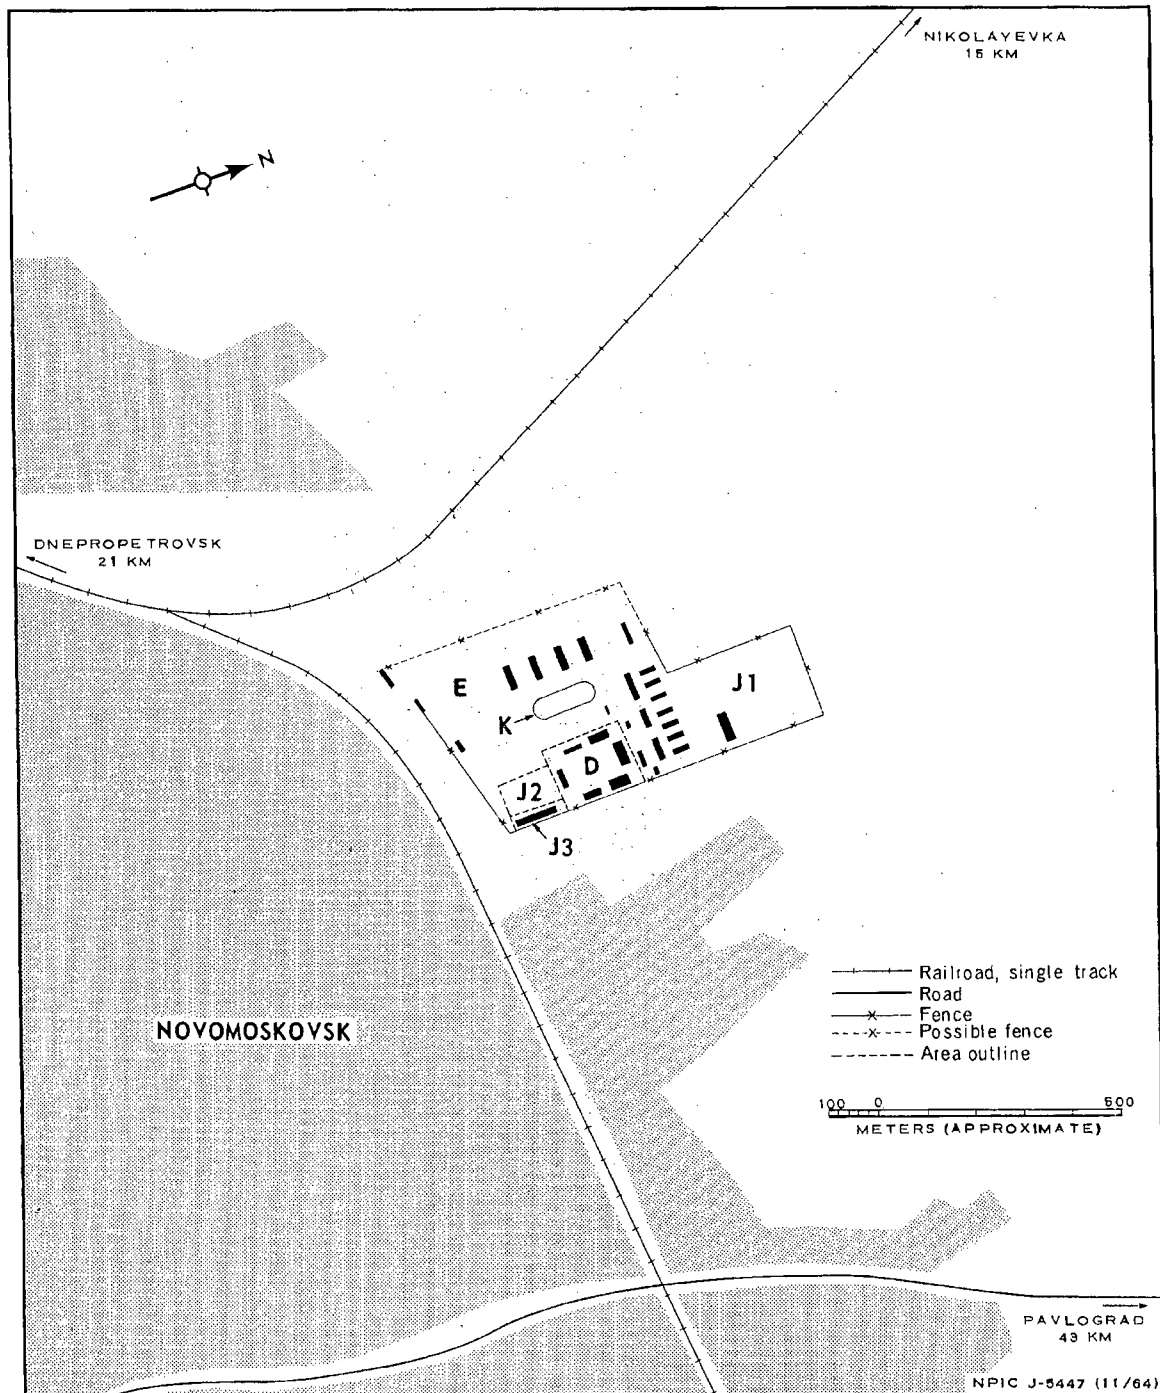 NIKOLAYEVKA
15 KM
N
DNEPROPETROVSK
21 KM
E
J1
K
D
J2
J3
Railroad, single track
Road
Fence
Possible fence
Area outline
NOVOMOSKOVSK
100 0 500
METERS (APPROXIMATE)
PAVLOGRAD
43 KM
NPIC J-5447 (11/64)